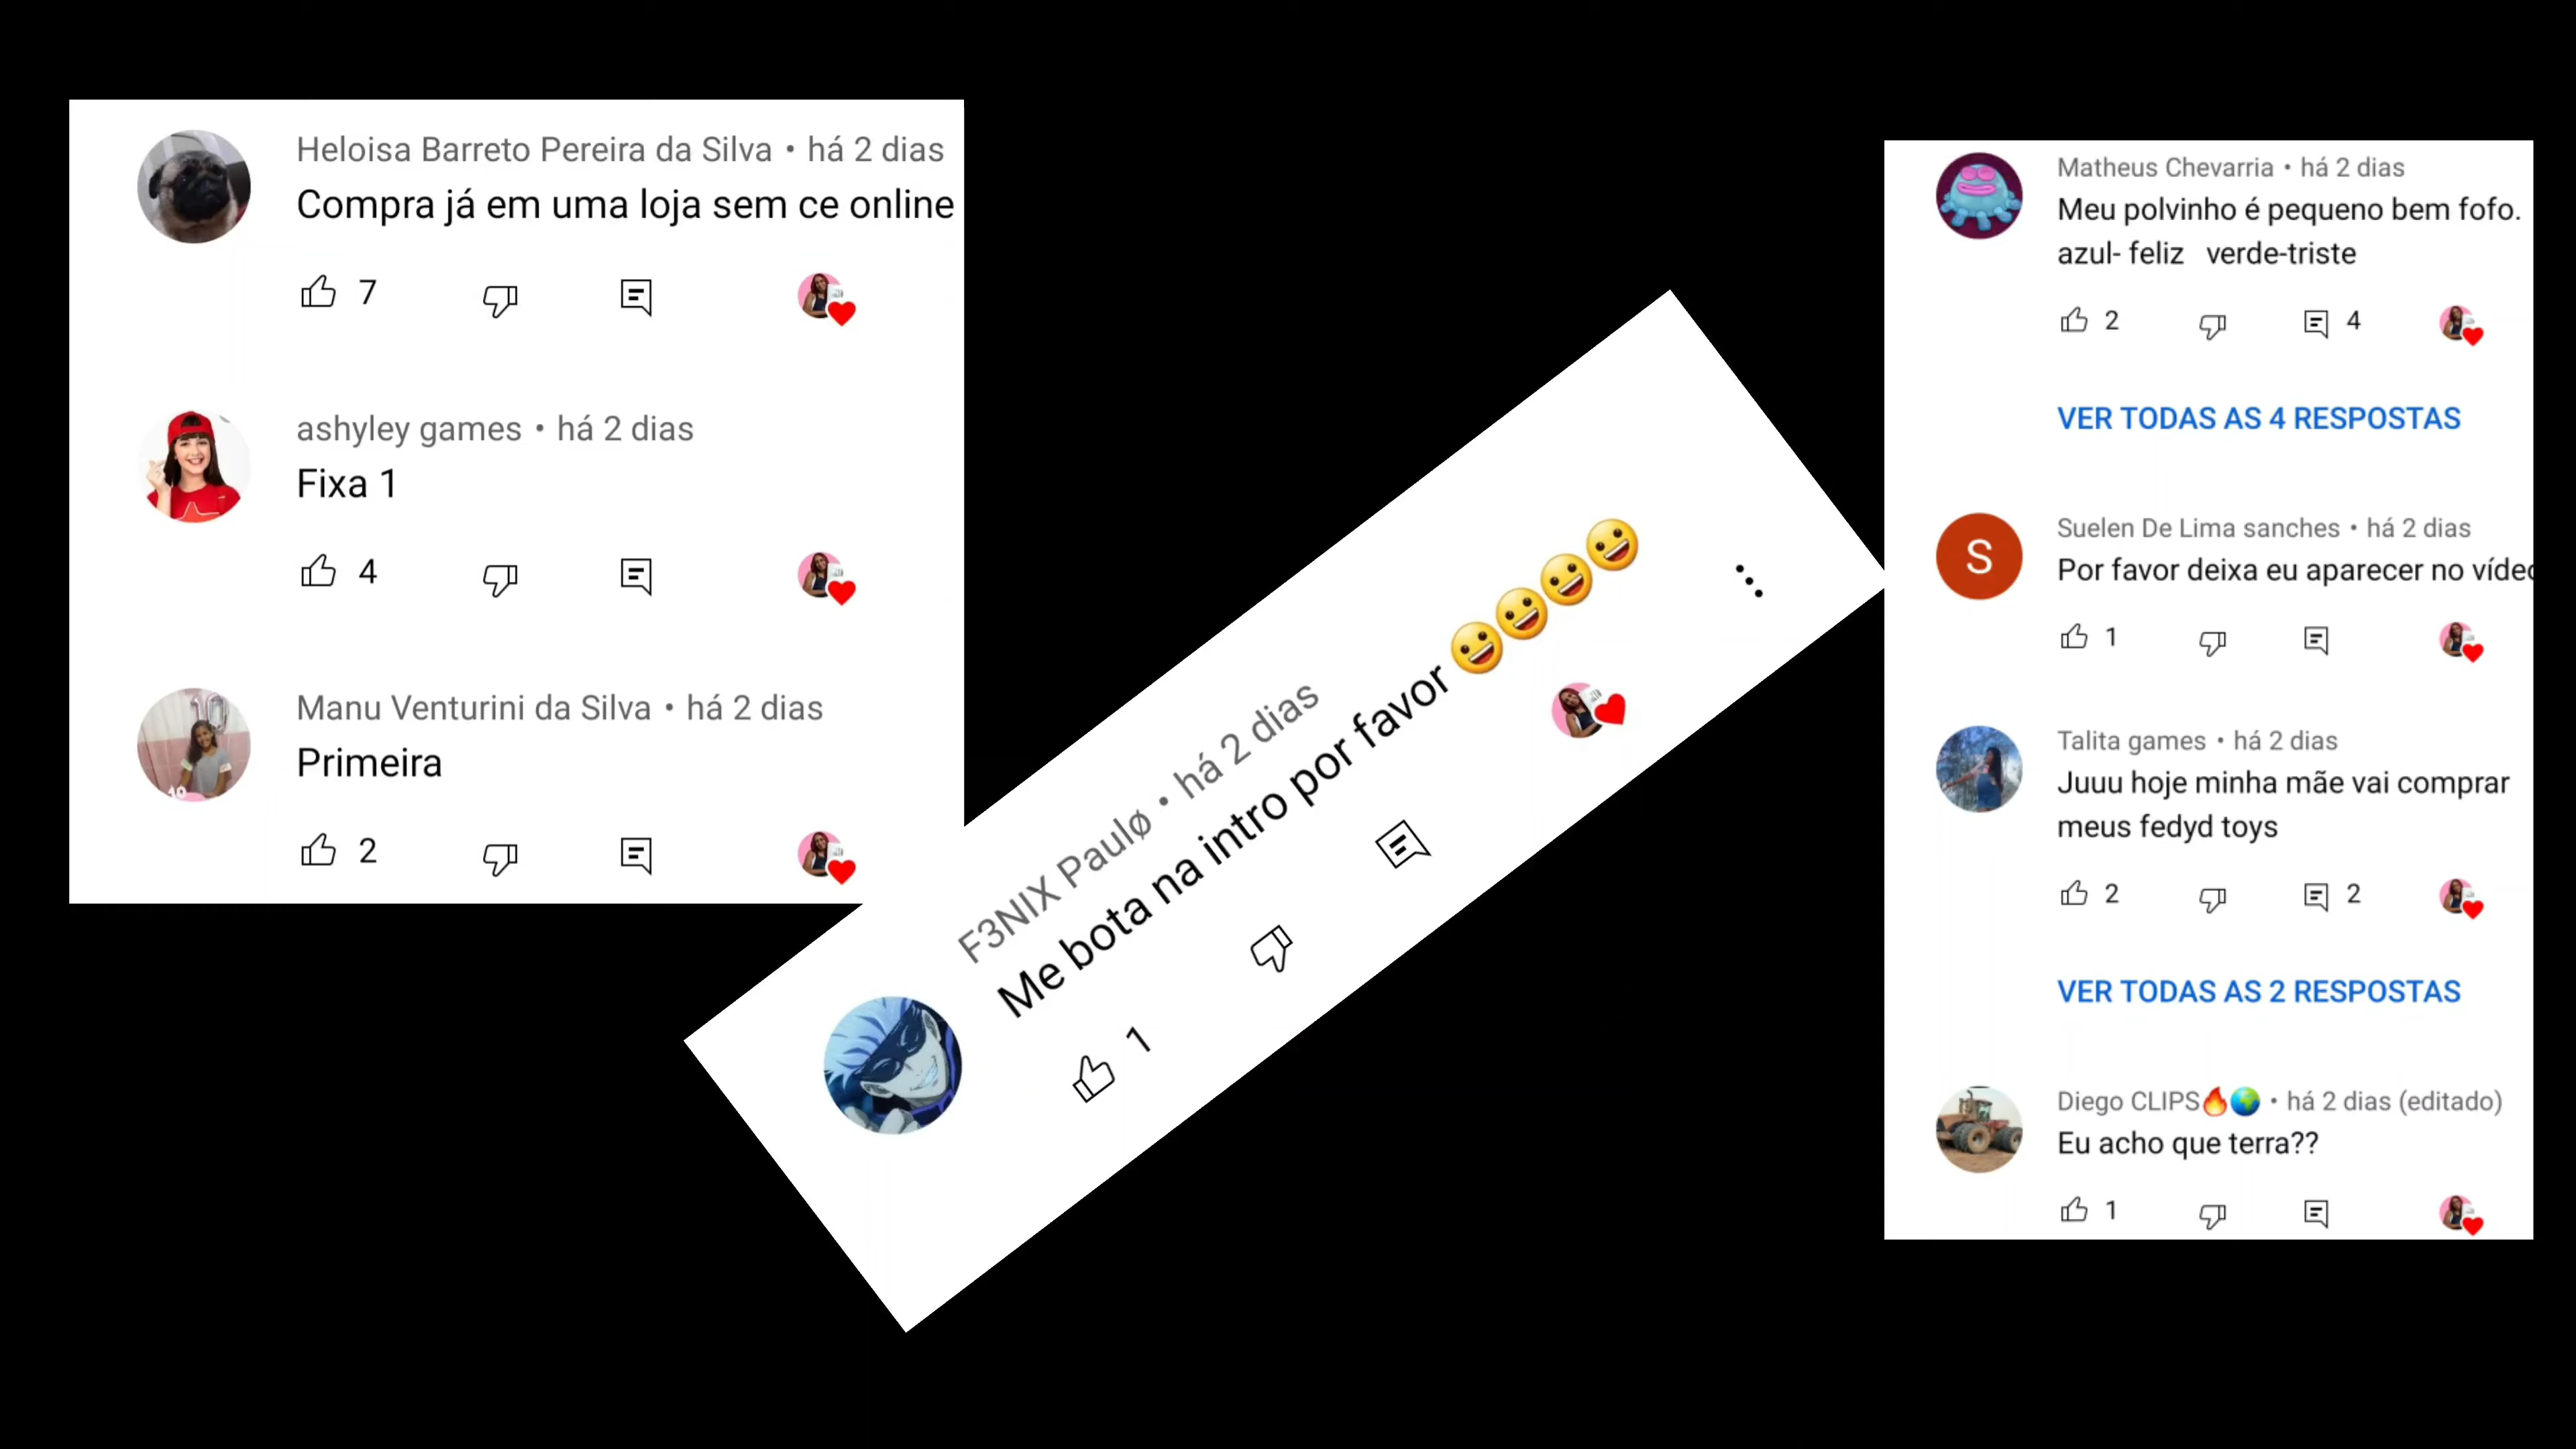 Heloisa Barreto Pereira da Silva • há 2 dias
Compra já em uma loja sem ce online
7
ashyley games • há 2 dias
Fixa 1
4
Manu Venturini da Silva • há 2 dias
Primeira
2
F3NIX Paulø • há 2 dias
Me bota na intro por favor 😀😀😀😀
1
Matheus Chevarria • há 2 dias
Meu polvinho é pequeno bem fofo.
azul- feliz verde-triste
2 4
VER TODAS AS 4 RESPOSTAS
S
Suelen De Lima sanches • há 2 dias
Por favor deixa eu aparecer no vídeo
1
Talita games • há 2 dias
Juuu hoje minha mãe vai comprar
meus fedyd toys
2 2
VER TODAS AS 2 RESPOSTAS
Diego CLIPS🔥🌍 • há 2 dias (editado)
Eu acho que terra??
1